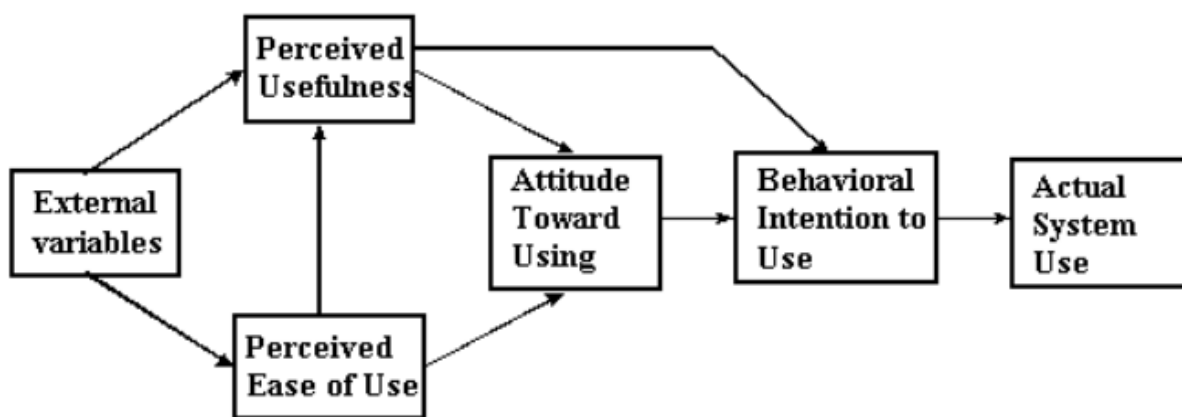 Perceived
Usefulness
External
variables
Perceived
Ease of Use
Attitude
Toward
Using
Behavioral
Intention to
Use
Actual
System
Use